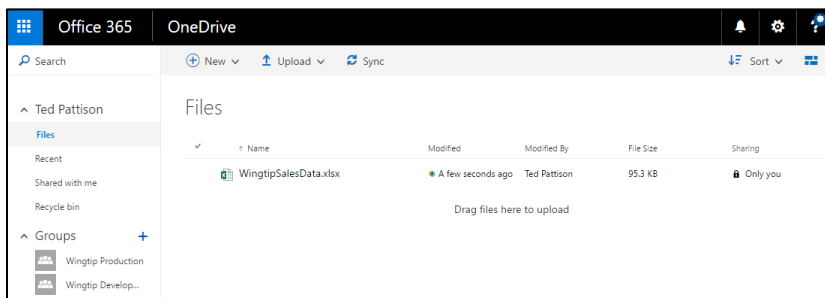 Office 365 OneDrive ?
Search New Upload Sync Sort
Ted Pattison
Files
Recent
Shared with me
Recycle bin
Groups +
Wingtip Production
Wingtip Develop...
Files
Name Modified Modified By File Size Sharing
WingtipSalesData.xlsx A few seconds ago Ted Pattison 95.3 KB Only you
Drag files here to upload